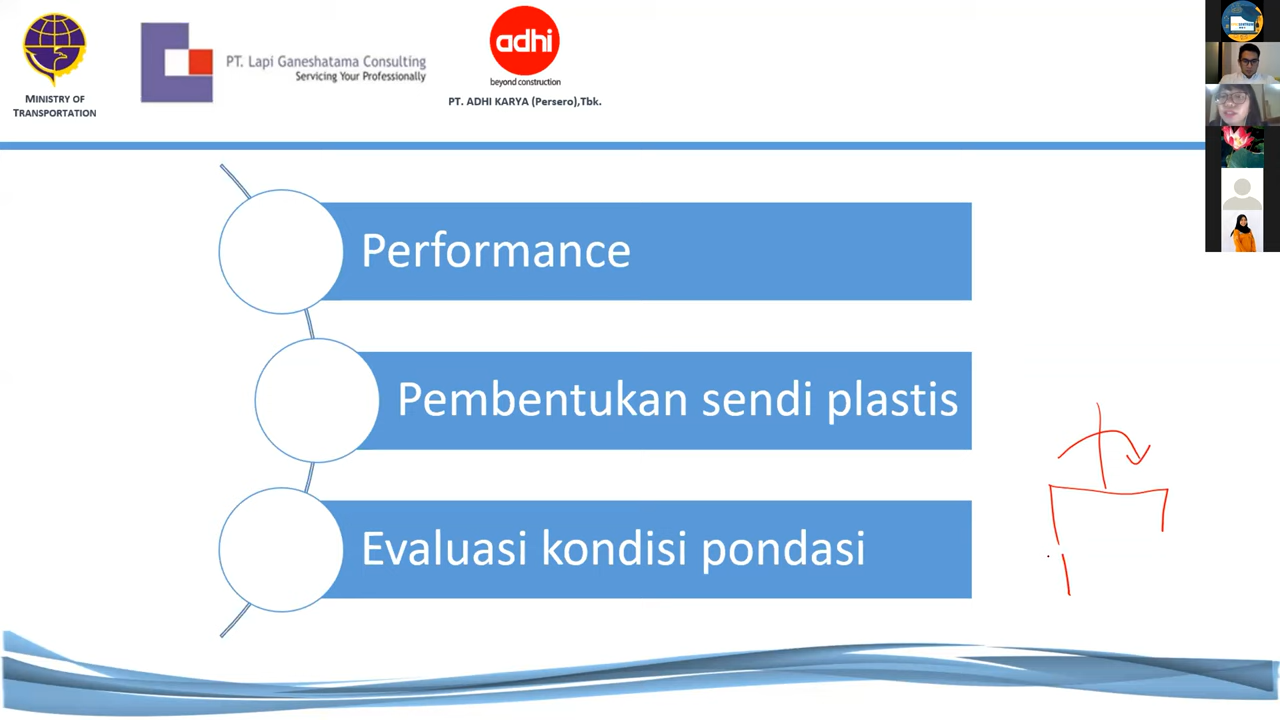 MINISTRY OF
TRANSPORTATION
PT. Lapi Ganeshatama Consulting
Servicing Your Professionally
adhi
beyond construction
PT. ADHI KARYA (Persero),Tbk.
Performance
Pembentukan sendi plastis
Evaluasi kondisi pondasi